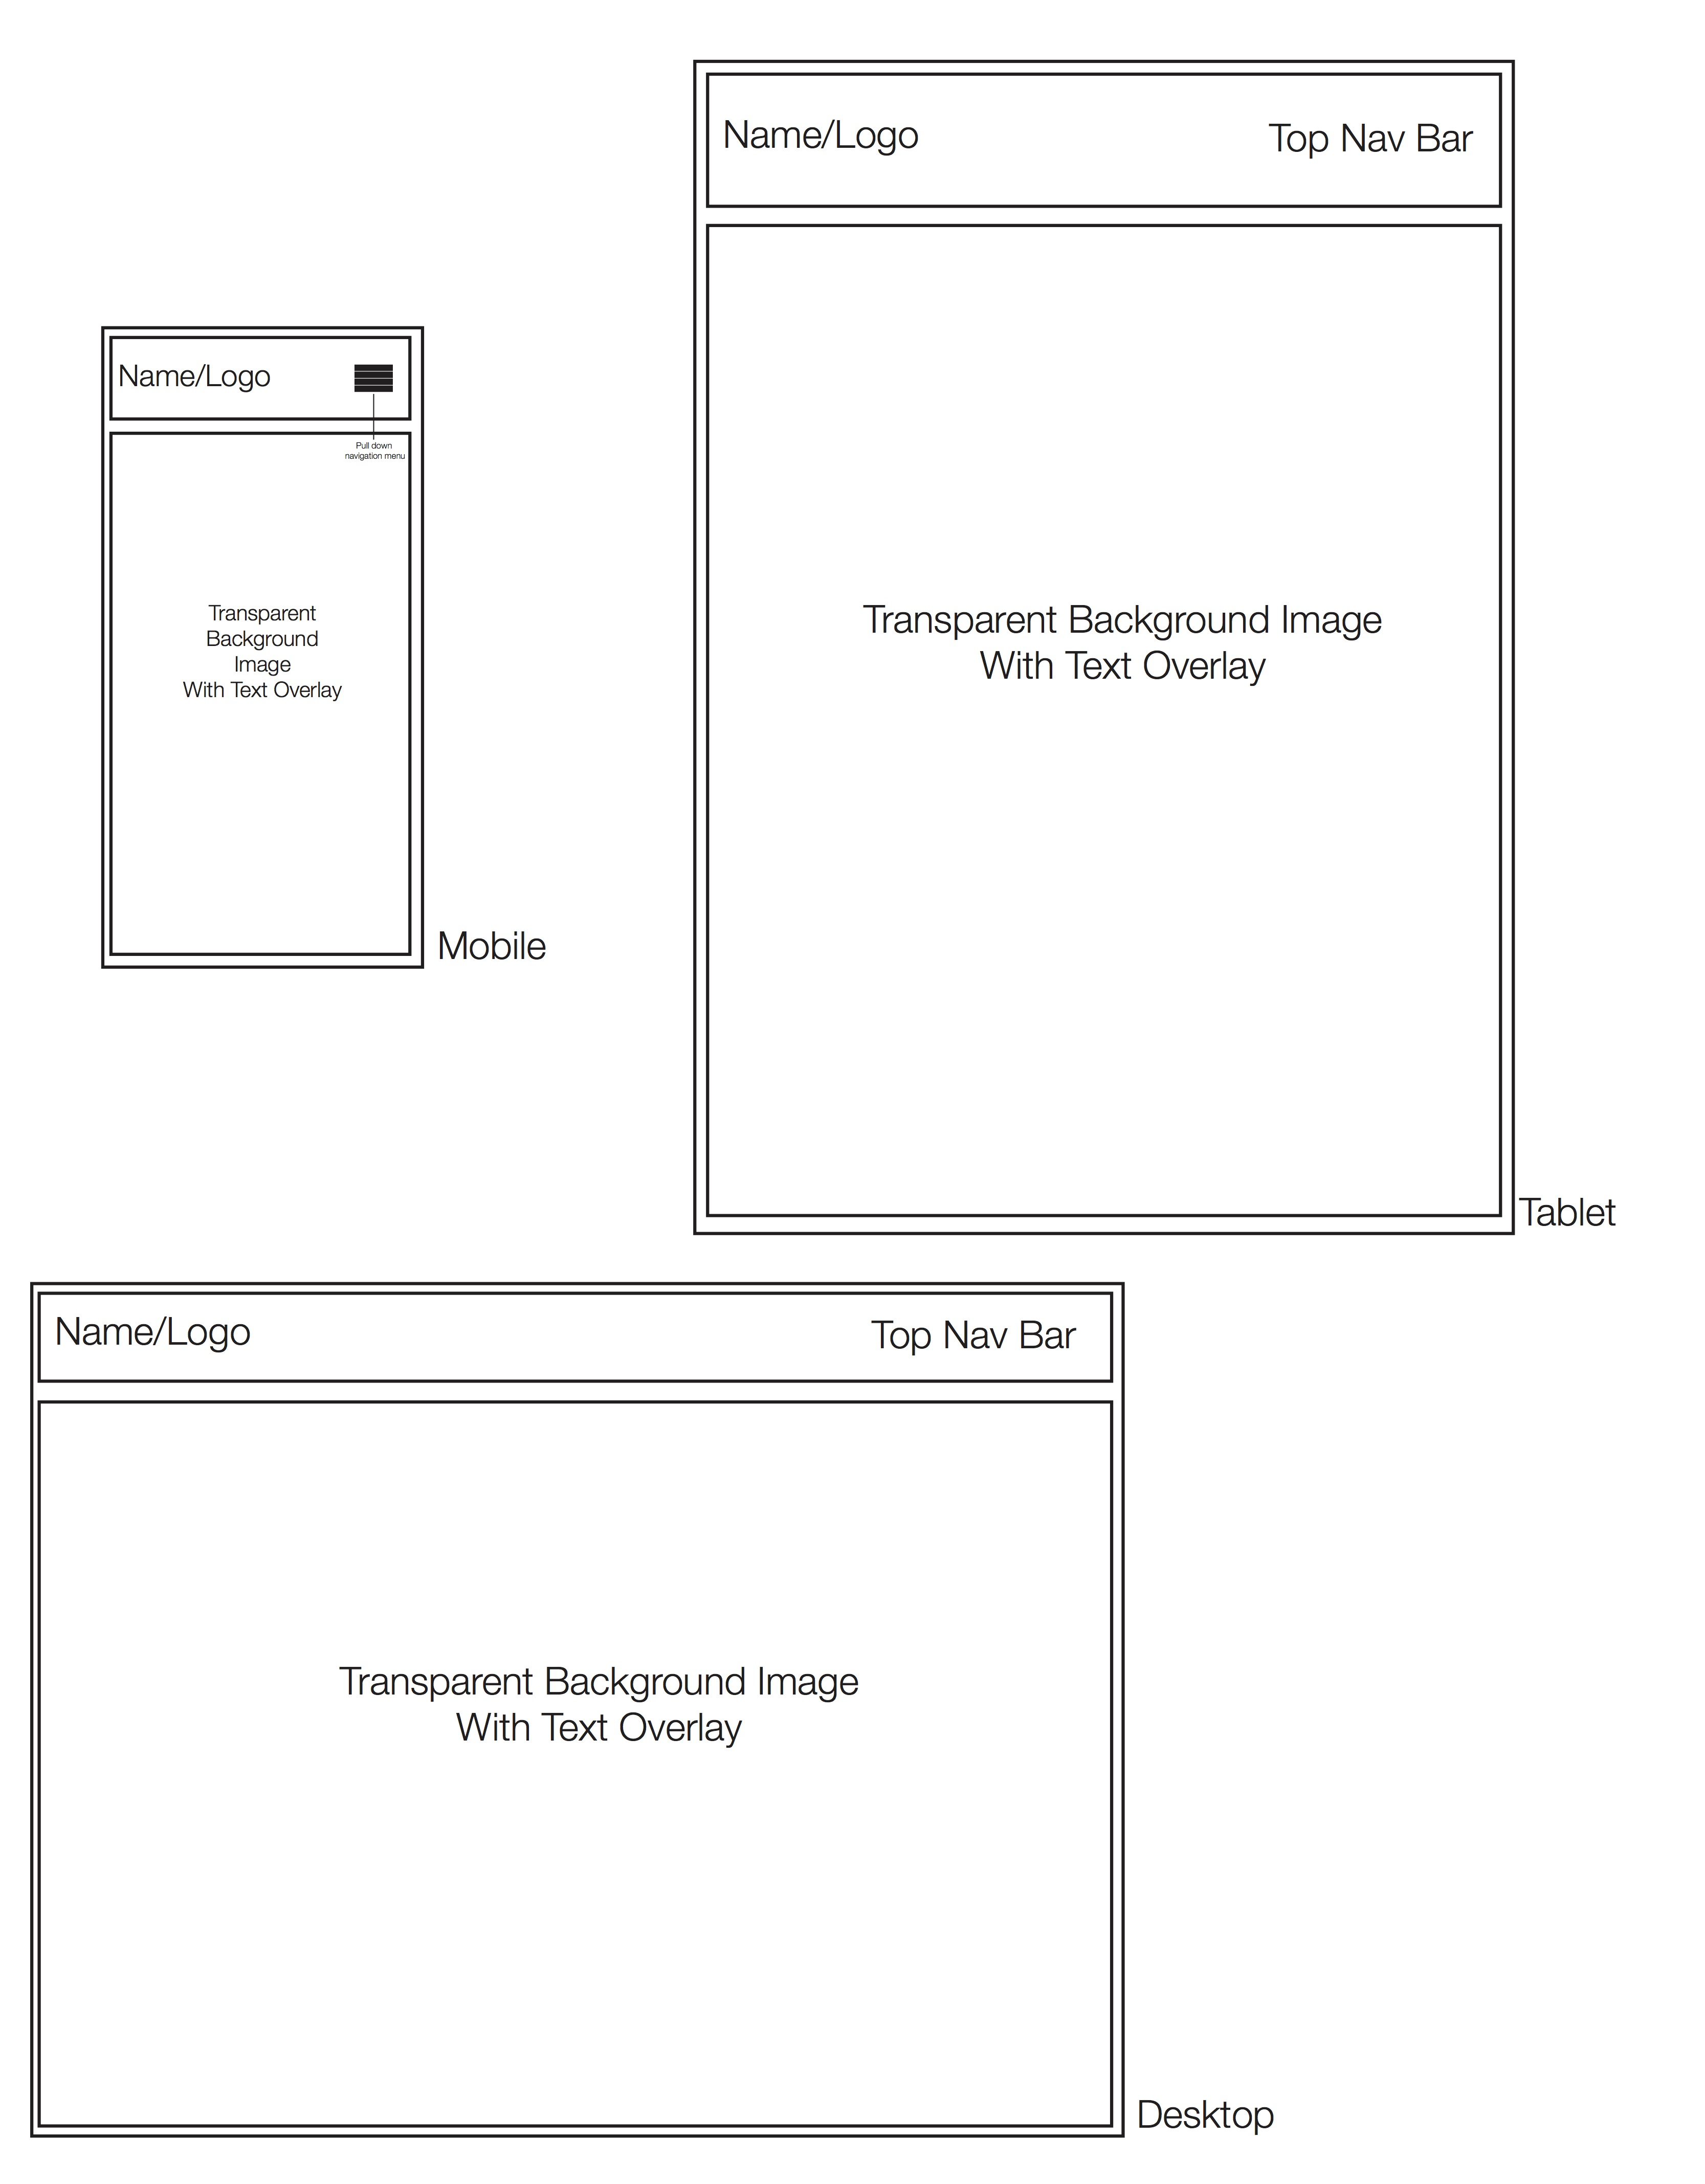 Name/Logo
Top Nav Bar
Transparent Background Image
With Text Overlay
Tablet
Name/Logo
Pull down
navigation menu
Transparent
Background
Image
With Text Overlay
Mobile
Name/Logo
Top Nav Bar
Transparent Background Image
With Text Overlay
Desktop